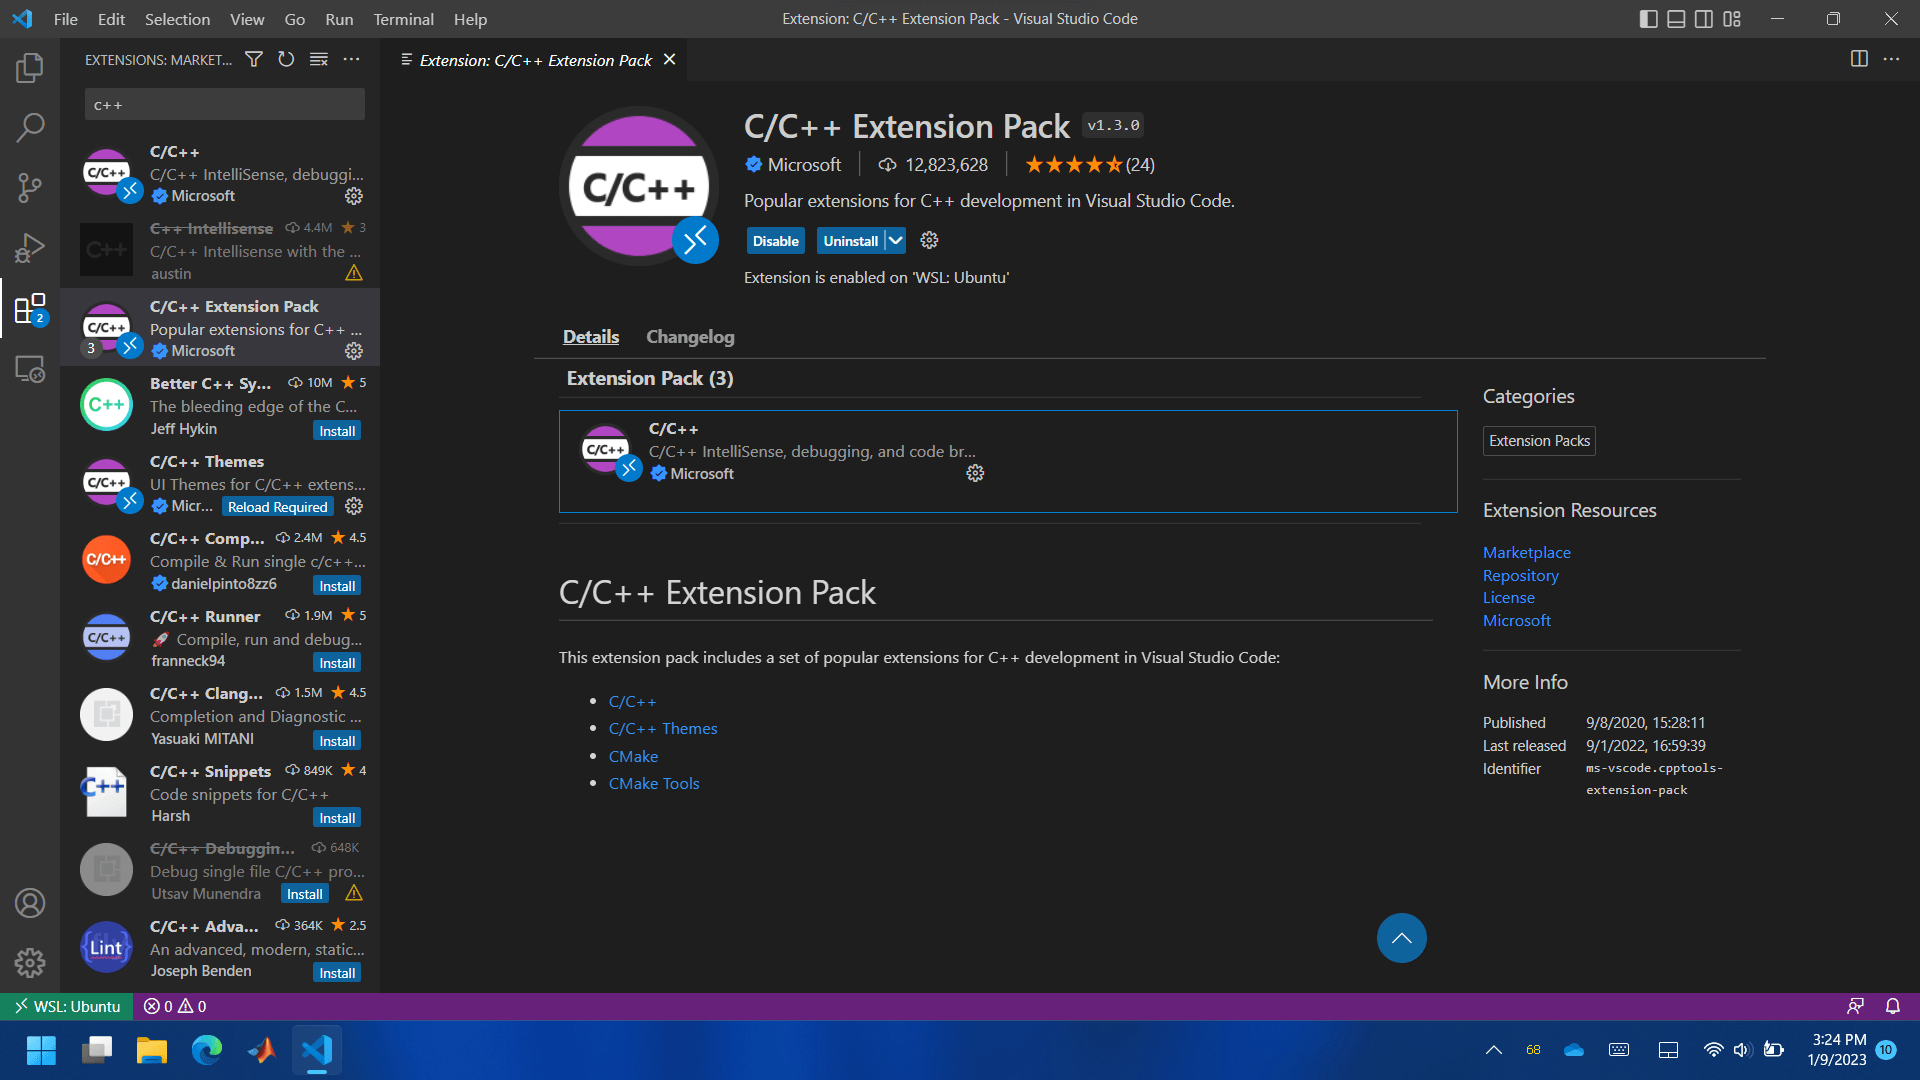 File Edit Selection View Go Run Terminal Help
Extension: C/C++ Extension Pack - Visual Studio Code
EXTENSIONS: MARKET...
c++
C/C++
C/C++ IntelliSense, debuggi...
Microsoft
C++ Intellisense 4.4M 3
C/C++ Intellisense with the ...
austin
C/C++ Extension Pack
Popular extensions for C++ ...
3
Microsoft
Better C++ Sy... 10M 5
The bleeding edge of the C...
Jeff Hykin Install
C/C++ Themes
UI Themes for C/C++ extens...
Micr... Reload Required
C/C++ Comp... 2.4M 4.5
Compile & Run single c/c++...
danielpinto8zz6 Install
C/C++ Runner 1.9M 5
🚀 Compile, run and debug...
franneck94 Install
C/C++ Clang... 1.5M 4.5
Completion and Diagnostic ...
Yasuaki MITANI Install
C/C++ Snippets 849K 4
Code snippets for C/C++
Harsh Install
C/C++ Debuggin... 648K
Debug single file C/C++ pro...
Utsav Munendra Install
C/C++ Adva... 364K 2.5
An advanced, modern, static...
Joseph Benden Install
C/C++
C++
C/C++
C++
C/C++
C/C++
C/C++
C++
Lint
2
Extension: C/C++ Extension Pack
C/C++
C/C++ Extension Pack v1.3.0
Microsoft 12,823,628 (24)
Popular extensions for C++ development in Visual Studio Code.
Disable Uninstall
Extension is enabled on 'WSL: Ubuntu'
Details Changelog
Extension Pack (3)
C/C++
C/C++
C/C++ IntelliSense, debugging, and code br...
Microsoft
C/C++ Extension Pack
This extension pack includes a set of popular extensions for C++ development in Visual Studio Code:
• C/C++
• C/C++ Themes
• CMake
• CMake Tools
Categories
Extension Packs
Extension Resources
Marketplace
Repository
License
Microsoft
More Info
Published 9/8/2020, 15:28:11
Last released 9/1/2022, 16:59:39
Identifier ms-vscode.cpptools-
extension-pack
WSL: Ubuntu 0 0
68
3:24 PM
1/9/2023
10